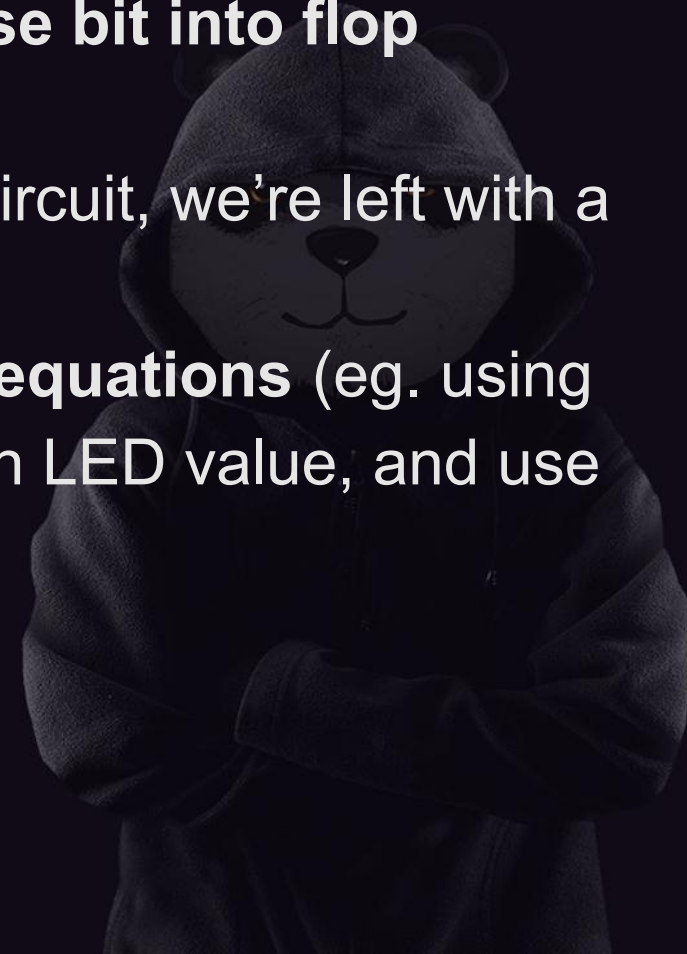 se bit into flop
ircuit, we’re left with a
equations (eg. using
n LED value, and use